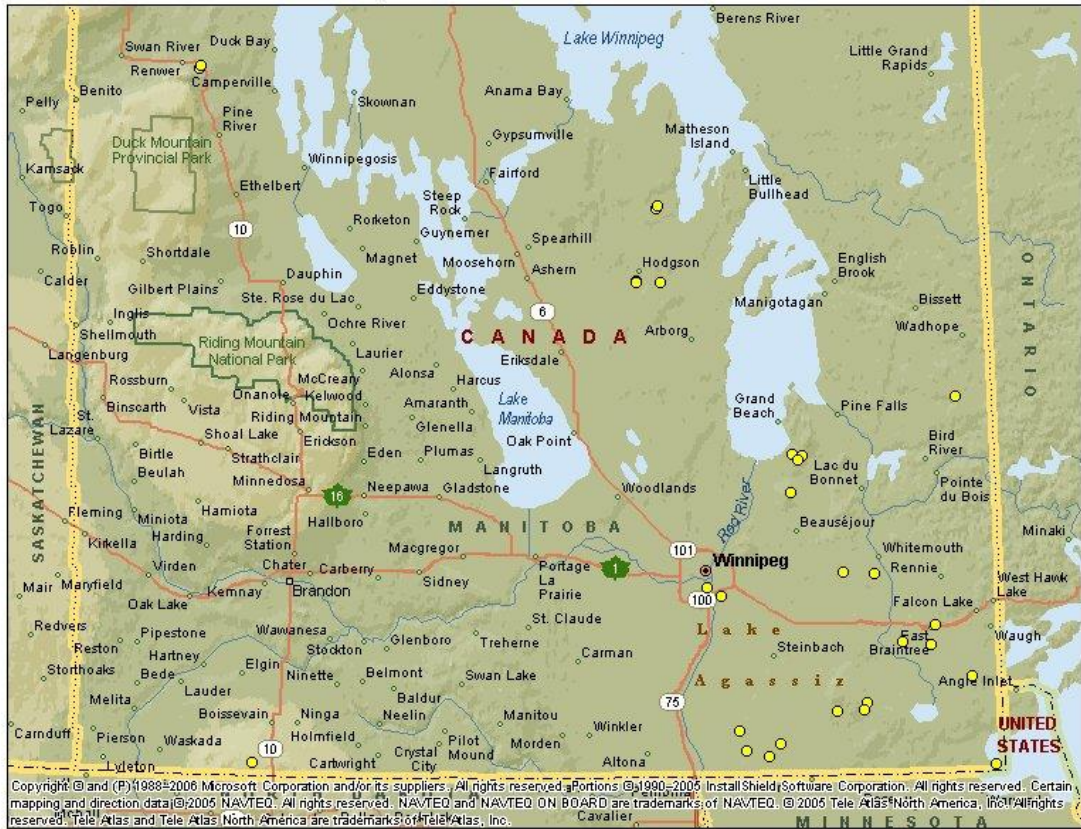 Berens River
Lake Winnipeg
Swan River
Duck Bay
Little Grand
Rapids
Renwer
Camperville
Benito
Pelly
Skownan
Anama Bay
Pine
River
Gypsumville
Matheson
Island
Duck Mountain
Provincial Park
Winnipegosis
Kamsack
Fairford
Little
Bullhead
Ethelbert
Steep
Rock
Togo
Rorketon
Guynemer
10
Spearhill
Roblin
Shortdale
Magnet
Moosehorn
Hodgson
English
Brook
Calder
Dauphin
Ashern
Gilbert Plains
Ste. Rose du Lac
Eddystone
Manigotagan
Bissett
Inglis
6
Shellmouth
Ochre River
CANADA
Arborg
Wadhope
ONTARIO
Langenburg
Riding Mountain
National Park
Laurier
Eriksdale
Alonsa
Rossburn
McCreary
Harcus
Onanole
Kelwood
Binscarth
Vista
Amaranth
Lake
Manitoba
Grand
Beach
Pine Falls
St.
Lazare
Riding Mountain
Glenella
Shoal Lake
Erickson
Oak Point
Bird
River
Birtle
Strathclair
Eden
Plumas
Beulah
Langruth
Lac du
Bonnet
Minnedosa
Pointe
du Bois
16
Neepawa
Gladstone
Woodlands
Fleming
Hamiota
Miniota
Hallboro
Red River
SASKATCHEWAN
Harding
Forrest
Station
MANITOBA
Beauséjour
Minaki
Kirkella
Macgregor
101
Winnipeg
Whitemouth
Chater
Portage
La
Prairie
1
Rennie
Mair
Maryfield
Virden
Carberry
Sidney
West Hawk
Lake
Kemnay
Brandon
Oak Lake
100
Falcon Lake
Redvers
St. Claude
Lake
Pipestone
Wawanesa
Waugh
Reston
Glenboro
Treherne
Steinbach
East
Braintree
Hartney
Stockton
Carman
Storthoaks
Bede
Elgin
Ninette
Belmont
Swan Lake
Agassiz
Angle Inlet
Melita
Lauder
Baldur
75
Boissevain
Ninga
Neelin
Manitou
Winkler
UNITED
STATES
Carnduff
Pierson
Waskada
Holmfield
Pilot
Mound
Morden
10
Crystal
City
Lyleton
Cartwright
Altona
Copyright © and (P) 1988–2006 Microsoft Corporation and/or its suppliers. All rights reserved. Portions © 1990–2005 InstallShield Software Corporation. All rights reserved. Certain
mapping and direction data © 2005 NAVTEQ. All rights reserved. NAVTEQ and NAVTEQ ON BOARD are trademarks of NAVTEQ. © 2005 Tele Atlas North America, Inc. All rights
reserved. Tele Atlas and Tele Atlas North America are trademarks of Tele Atlas, Inc.
Cavalier
MINNESOTA